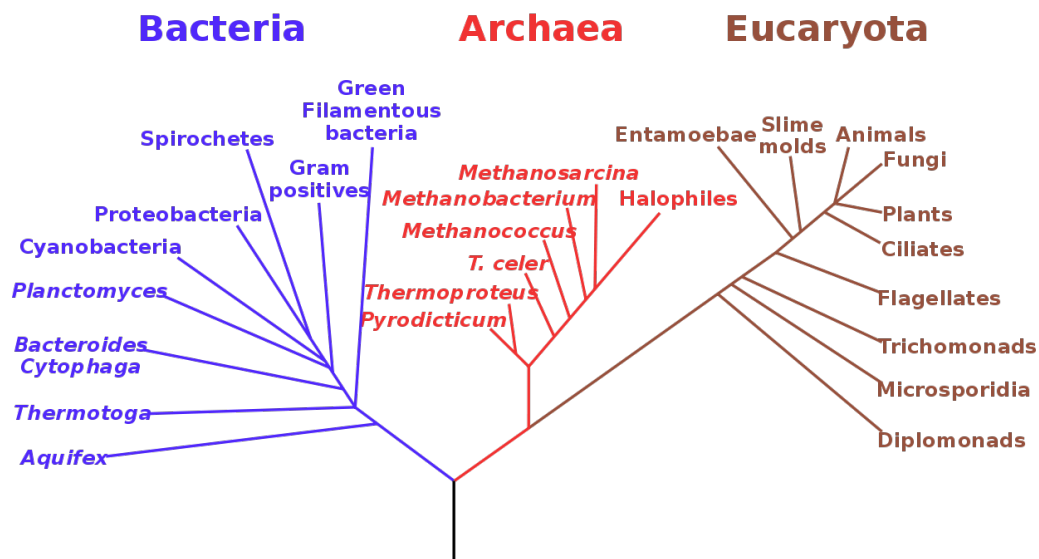 Bacteria
Archaea
Eucaryota
Green
Filamentous
bacteria
Spirochetes
Gram
positives
Proteobacteria
Cyanobacteria
Planctomyces
Bacteroides
Cytophaga
Thermotoga
Aquifex
Methanosarcina
Methanobacterium
Halophiles
Methanococcus
T. celer
Thermoproteus
Pyrodicticum
Entamoebae
Slime
molds
Animals
Fungi
Plants
Ciliates
Flagellates
Trichomonads
Microsporidia
Diplomonads